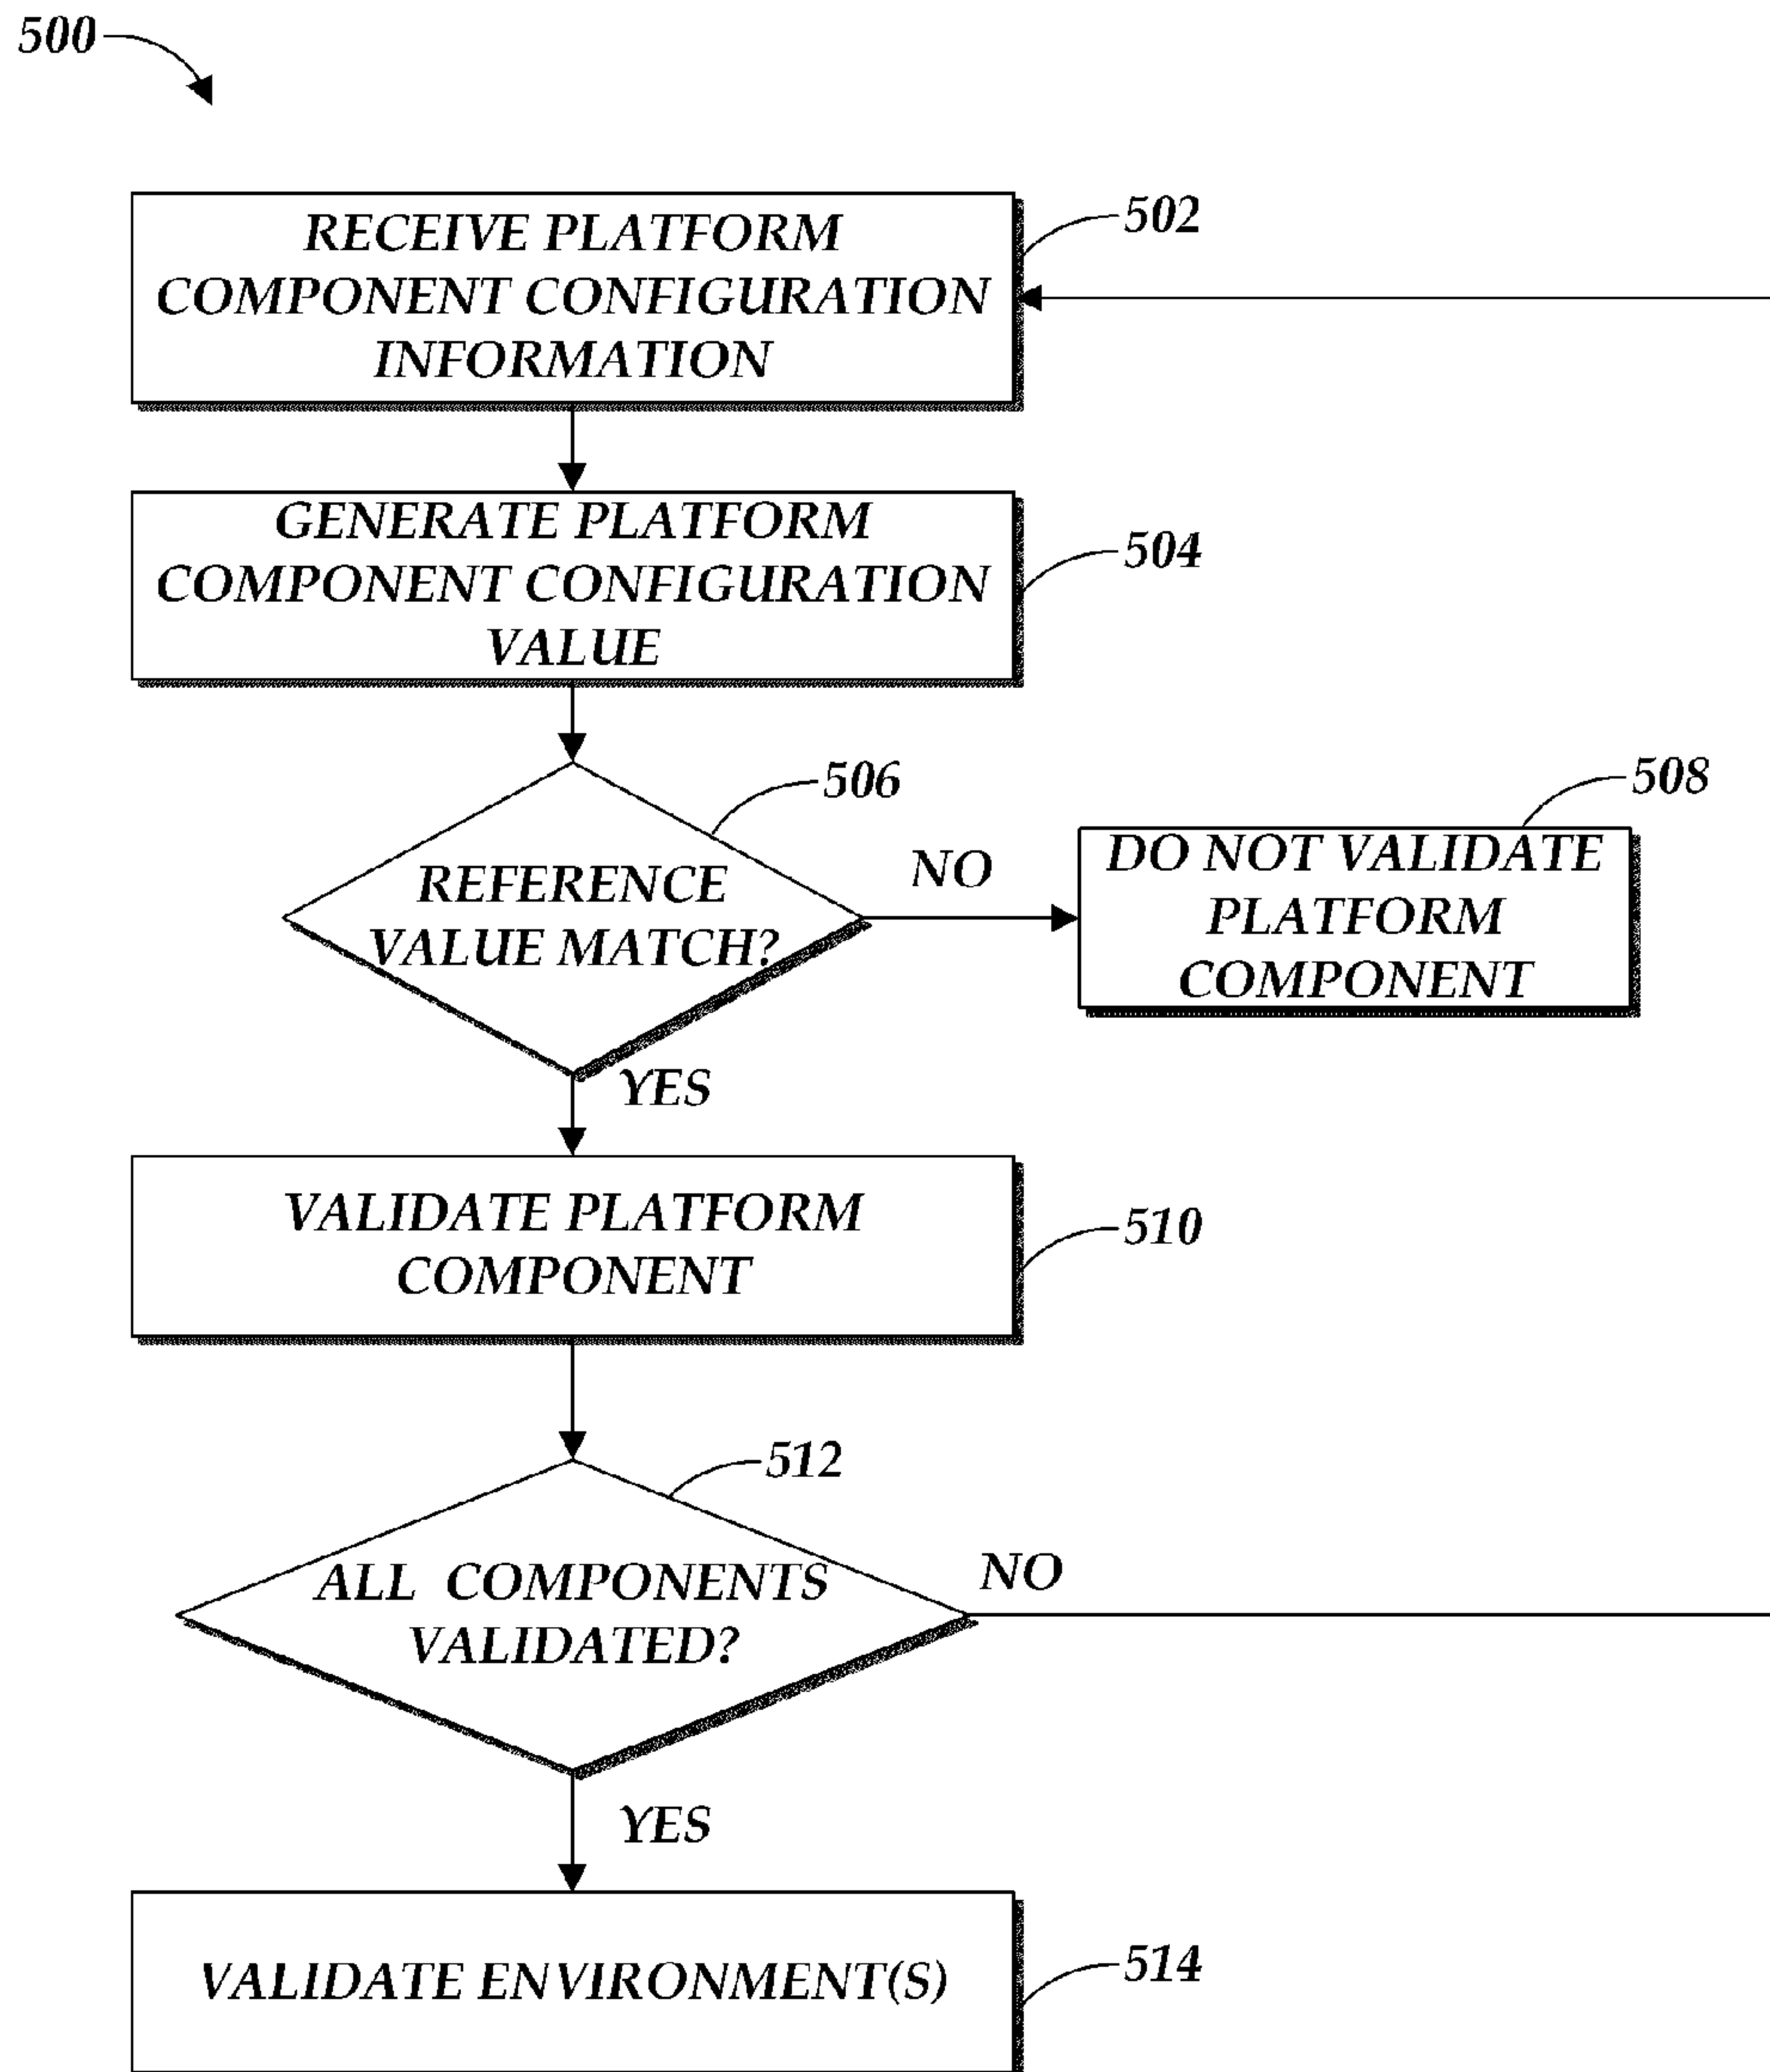 500
RECEIVE PLATFORM
COMPONENT CONFIGURATION
INFORMATION
502
GENERATE PLATFORM
COMPONENT CONFIGURATION
VALUE
504
REFERENCE
VALUE MATCH?
506
NO
DO NOT VALIDATE
PLATFORM
COMPONENT
508
YES
VALIDATE PLATFORM
COMPONENT
510
ALL COMPONENTS
VALIDATED?
512
NO
YES
VALIDATE ENVIRONMENT(S)
514